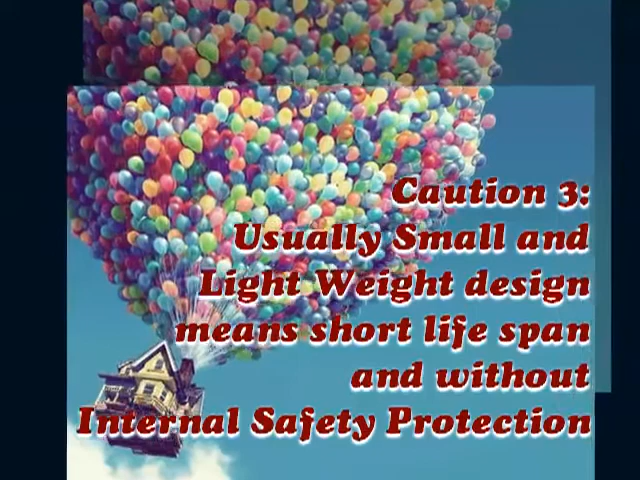 Caution 3:
Usually Small and
Light Weight design
means short life span
and without
Internal Safety Protection